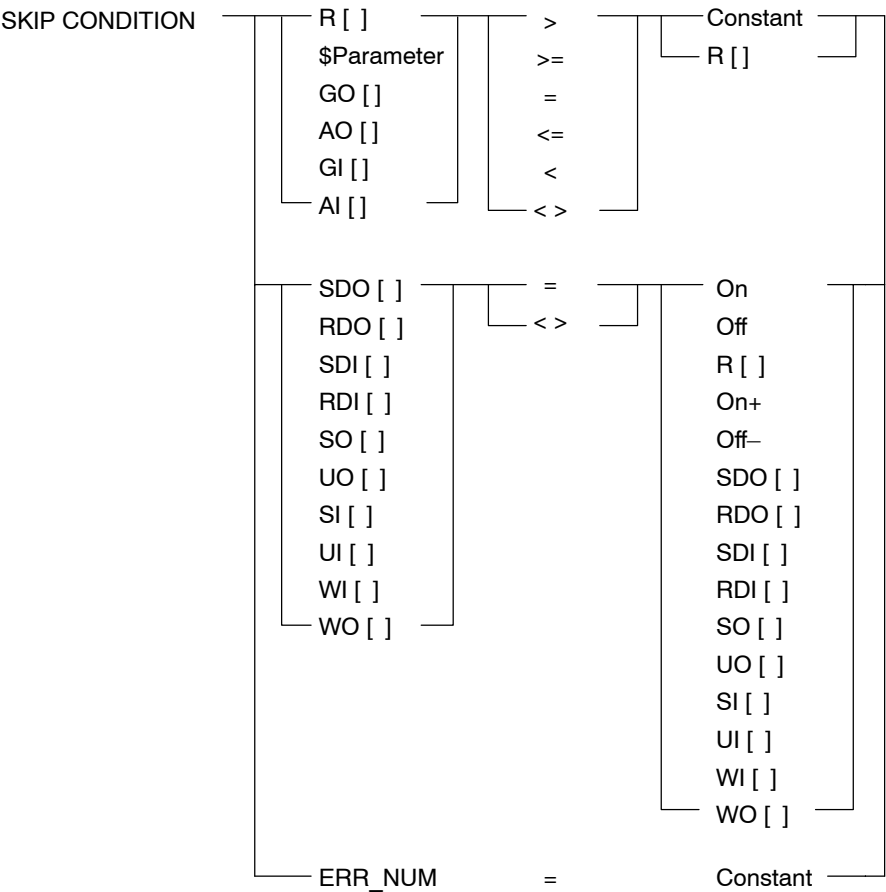 SKIP CONDITION R [ ] > Constant
$Parameter >= R [ ]
GO [ ] =
AO [ ] <=
GI [ ] <
AI [ ] < >
SDO [ ] = On
RDO [ ] < > Off
SDI [ ] R [ ]
RDI [ ] On+
SO [ ] Off–
UO [ ] SDO [ ]
SI [ ] RDO [ ]
UI [ ] SDI [ ]
WI [ ] RDI [ ]
WO [ ] SO [ ]
UO [ ]
SI [ ]
UI [ ]
WI [ ]
WO [ ]
ERR_NUM = Constant